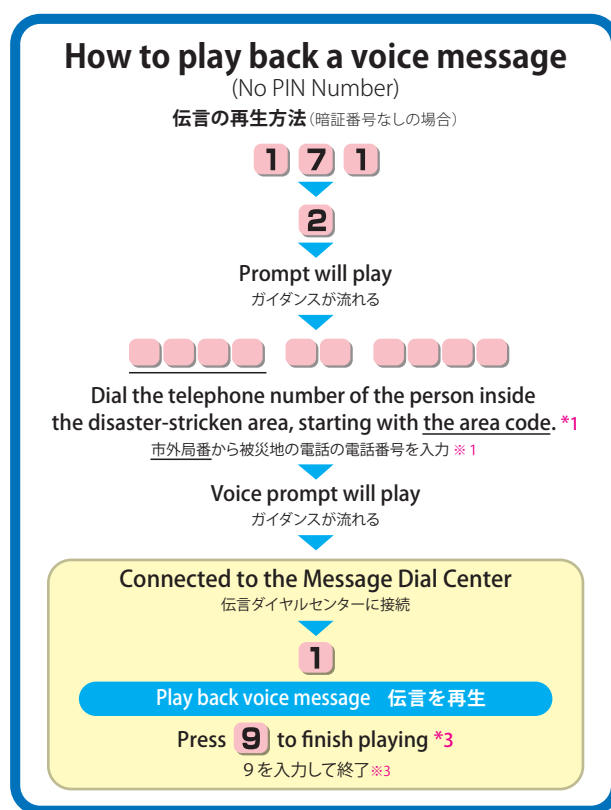 How to play back a voice message
(No PIN Number)
伝言の再生方法(暗証番号なしの場合)
1 7 1
2
Prompt will play
ガイダンスが流れる
Dial the telephone number of the person inside
the disaster-stricken area, starting with the area code. *1
市外局番から被災地の電話の電話番号を入力 ※1
Voice prompt will play
ガイダンスが流れる
Connected to the Message Dial Center
伝言ダイヤルセンターに接続
1
Play back voice message 伝言を再生
Press 9 to finish playing *3
9を入力して終了※3